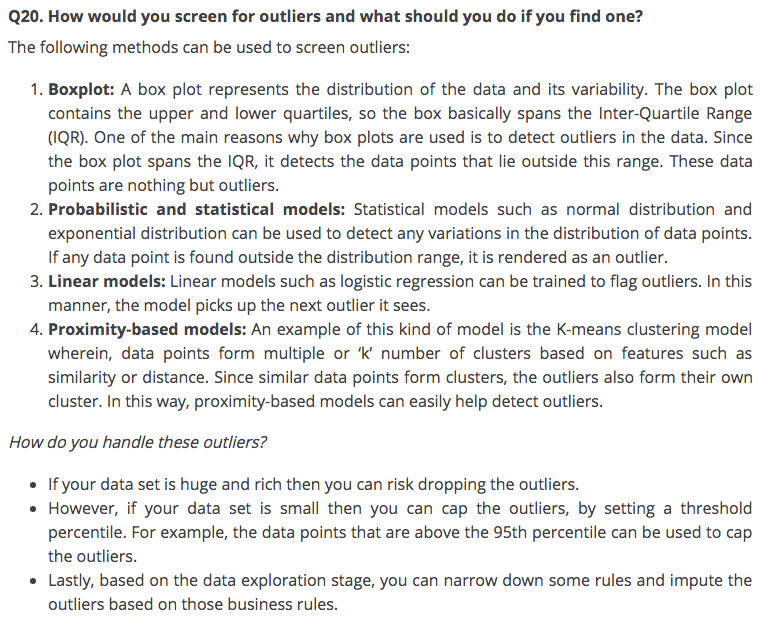 Q20. How would you screen for outliers and what should you do if you find one?
The following methods can be used to screen outliers:
1. Boxplot: A box plot represents the distribution of the data and its variability. The box plot
contains the upper and lower quartiles, so the box basically spans the Inter-Quartile Range
(IQR). One of the main reasons why box plots are used is to detect outliers in the data. Since
the box plot spans the IQR, it detects the data points that lie outside this range. These data
points are nothing but outliers.
2. Probabilistic and statistical models: Statistical models such as normal distribution and
exponential distribution can be used to detect any variations in the distribution of data points.
If any data point is found outside the distribution range, it is rendered as an outlier.
3. Linear models: Linear models such as logistic regression can be trained to flag outliers. In this
manner, the model picks up the next outlier it sees.
4. Proximity-based models: An example of this kind of model is the K-means clustering model
wherein, data points form multiple or ‘k’ number of clusters based on features such as
similarity or distance. Since similar data points form clusters, the outliers also form their own
cluster. In this way, proximity-based models can easily help detect outliers.
How do you handle these outliers?
• If your data set is huge and rich then you can risk dropping the outliers.
• However, if your data set is small then you can cap the outliers, by setting a threshold
percentile. For example, the data points that are above the 95th percentile can be used to cap
the outliers.
• Lastly, based on the data exploration stage, you can narrow down some rules and impute the
outliers based on those business rules.